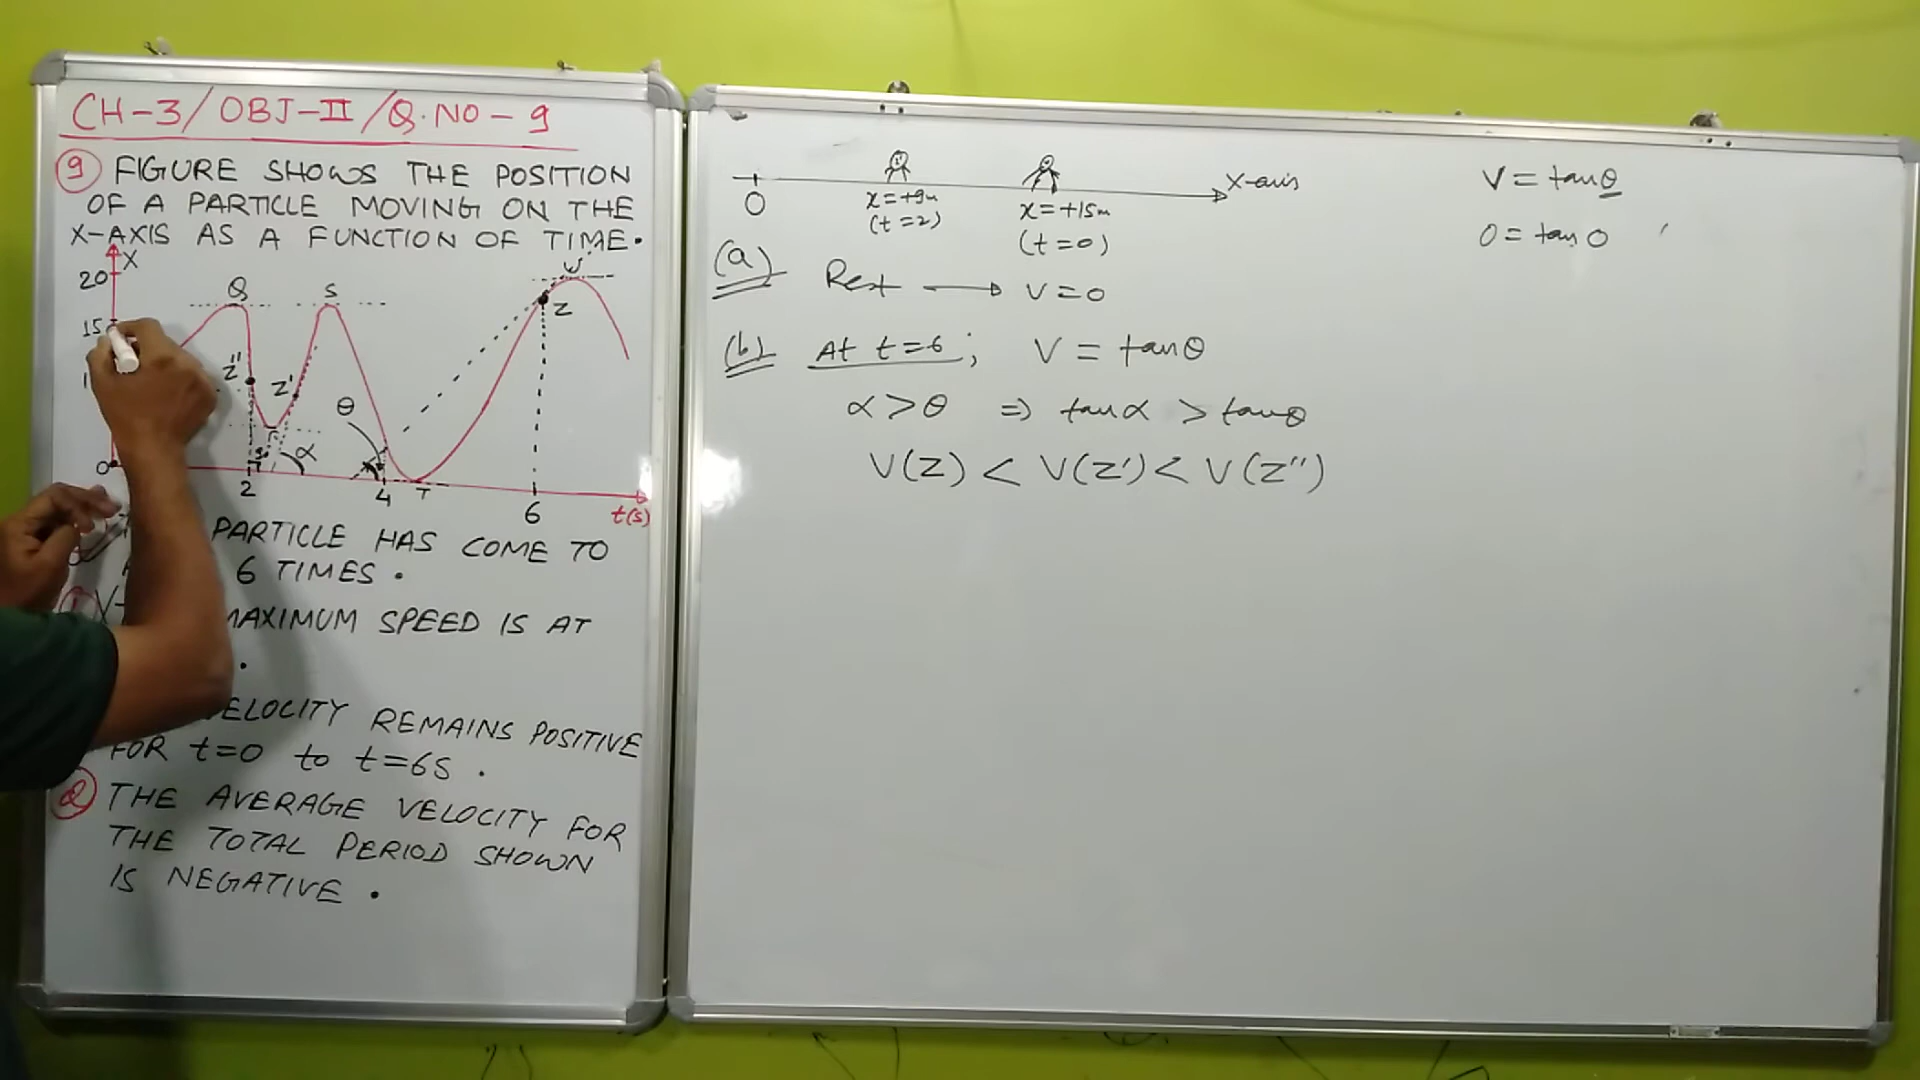 CH-3/OBJ-II/Q.NO-9
9 FIGURE SHOWS THE POSITION
OF A PARTICLE MOVING ON THE
X-AXIS AS A FUNCTION OF TIME.
X
20
15
0
Q
S
U
Z
Z''
Z'
θ
α
2
4
T
6
t(s)
PARTICLE HAS COME TO
6 TIMES.
MAXIMUM SPEED IS AT
VELOCITY REMAINS POSITIVE
FOR t=0 to t=6s.
THE AVERAGE VELOCITY FOR
THE TOTAL PERIOD SHOWN
IS NEGATIVE.
0
x=+9m
(t=2)
x=+15m
(t=0)
X-axis
V = tanθ
0 = tan 0
(a) Rest → V=0
(b) At t=6; V = tanθ
α>θ ⇒ tanα > tanθ
V(Z) < V(Z') < V(Z'')